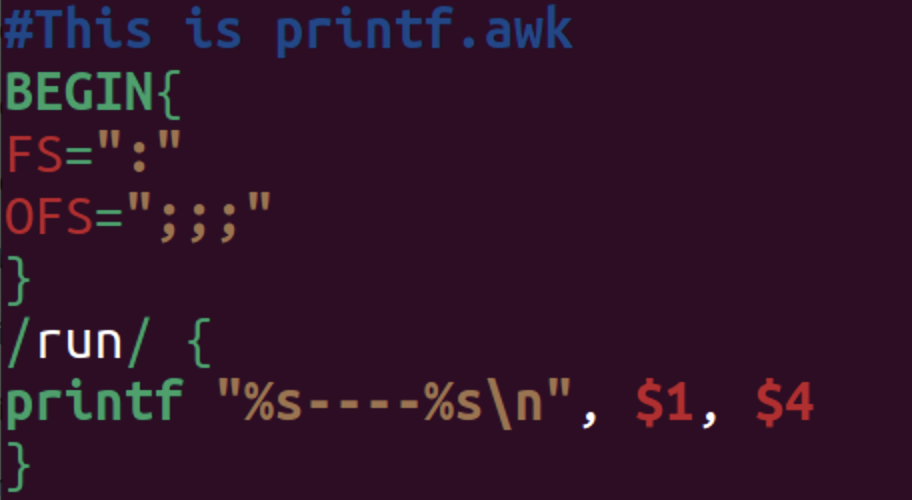 #This is printf.awk
BEGIN{
FS=":"
OFS=";;;"
}
/run/ {
printf "%s----%s\n", $1, $4
}